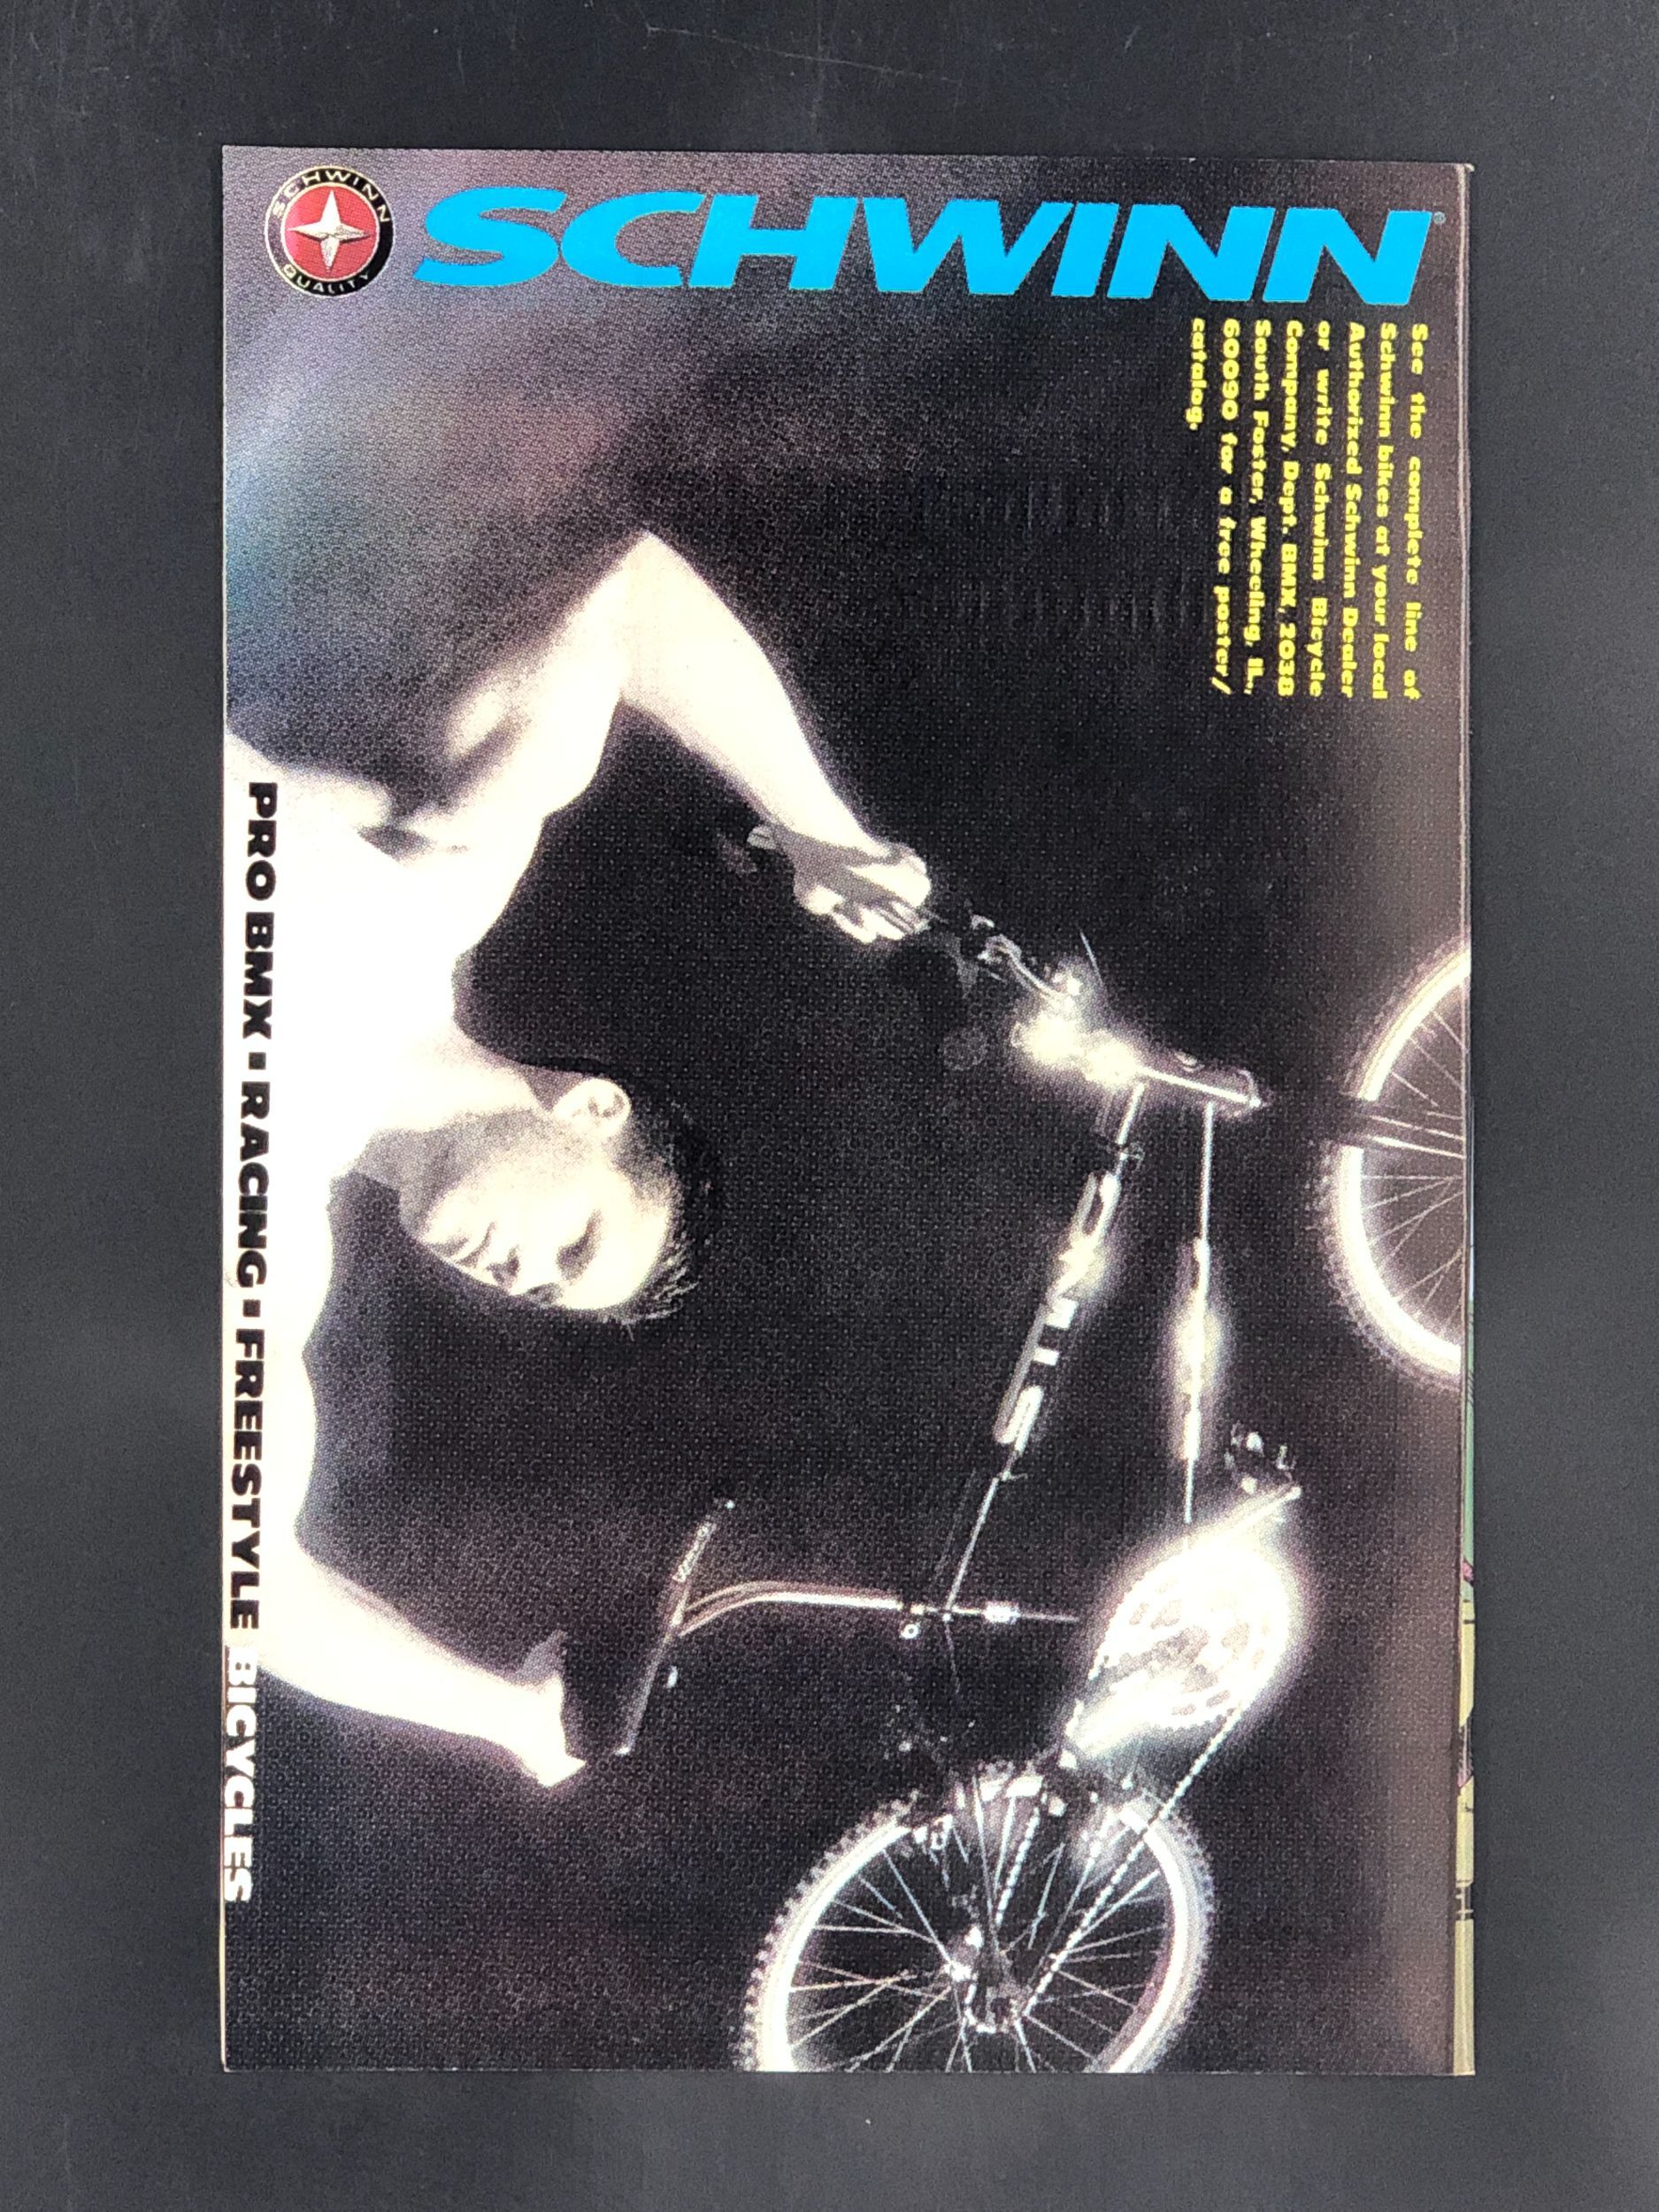 SCHWINN
QUALITY
SCHWINN®
See the complete line of
Schwinn bikes at your local
Authorized Schwinn Dealer
or write Schwinn Bicycle
Company, Dept. BMX, 2038
South Foster, Wheeling, IL.,
60090 for a free poster/
catalog.
PRO BMX ▪ RACING ▪ FREESTYLE BICYCLES